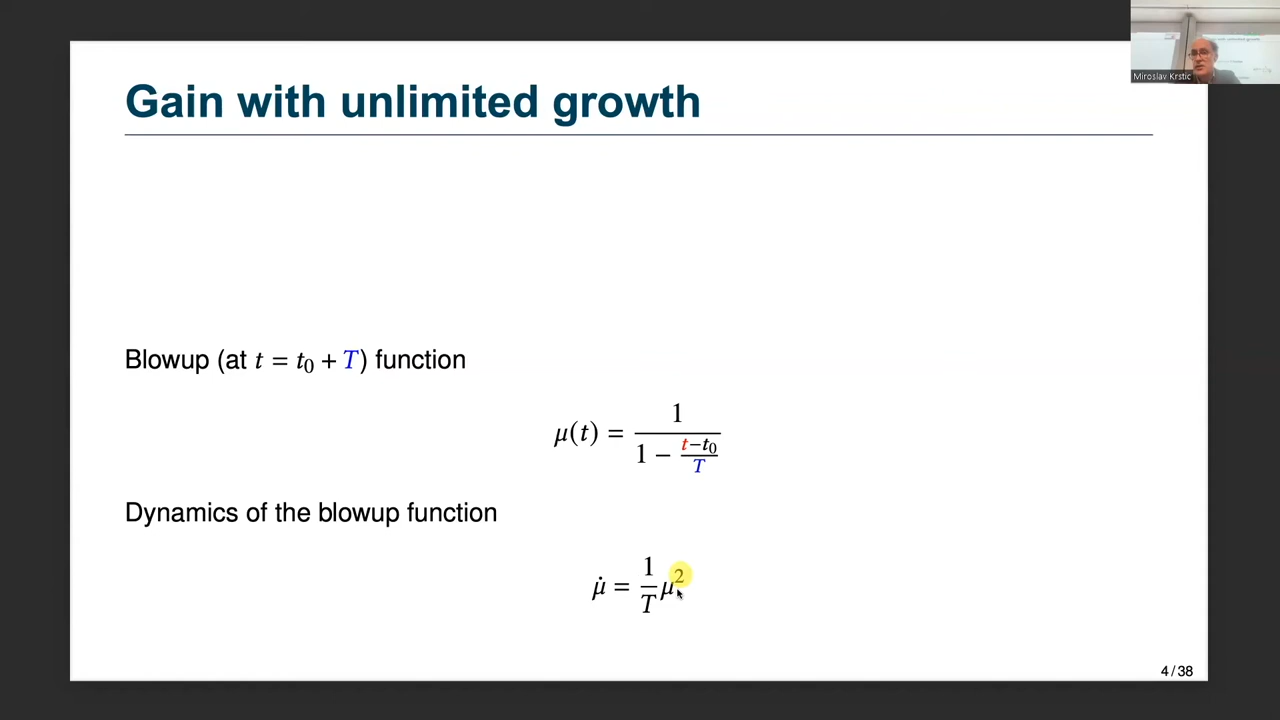 Gain with unlimited growth
Miroslav Krstic
Blowup (at t = t₀ + T) function
μ(t) = 1 / (1 − (t−t₀)/T)
Dynamics of the blowup function
μ̇ = 1/T μ²
4 / 38